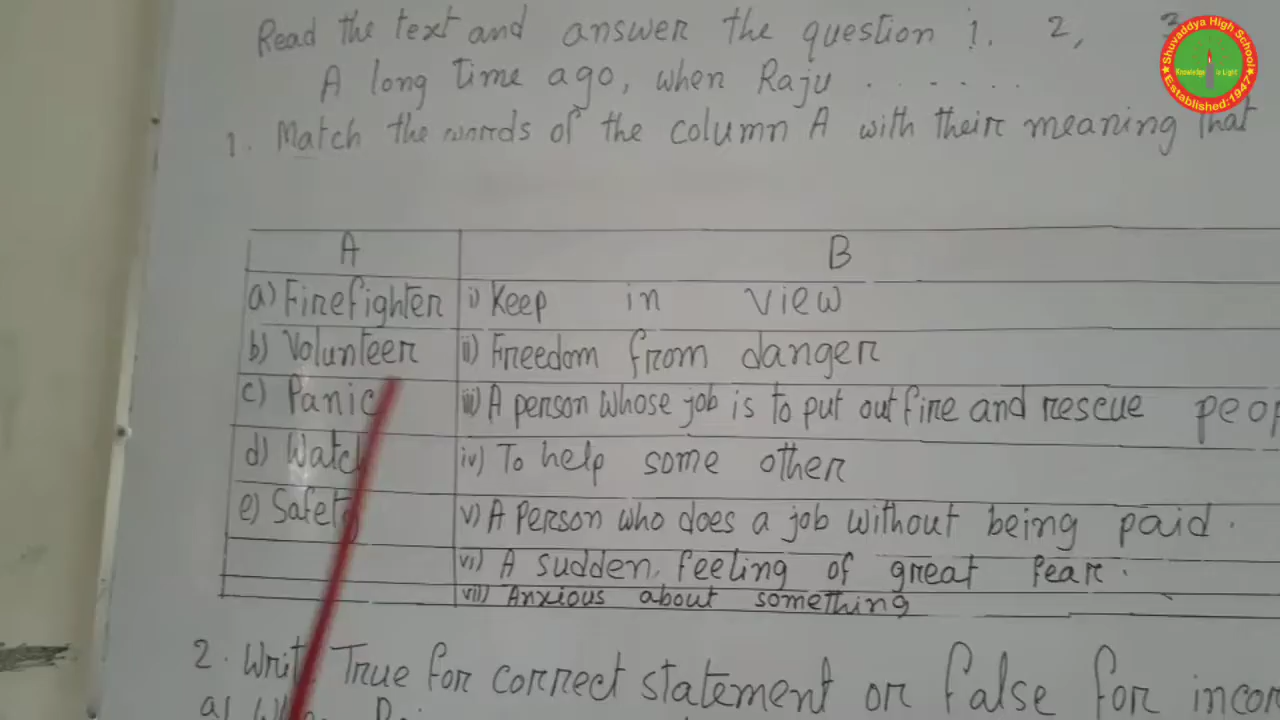 Read the text and answer the question 1. 2,
A long time ago, when Raju . . . . . .
1. Match the words of the column A with their meaning that
A B
a) Firefighter i) Keep in view
b) Volunteer ii) Freedom from danger
c) Panic iii) A person whose job is to put out fire and rescue
d) Watch iv) To help some other
e) Safety v) A person who does a job without being paid.
vi) A sudden, feeling of great fear.
vii) Anxious about something
2. Write True for correct statement or false for
a)
Shuvaddya High School
Knowledge is Light
Established:1947